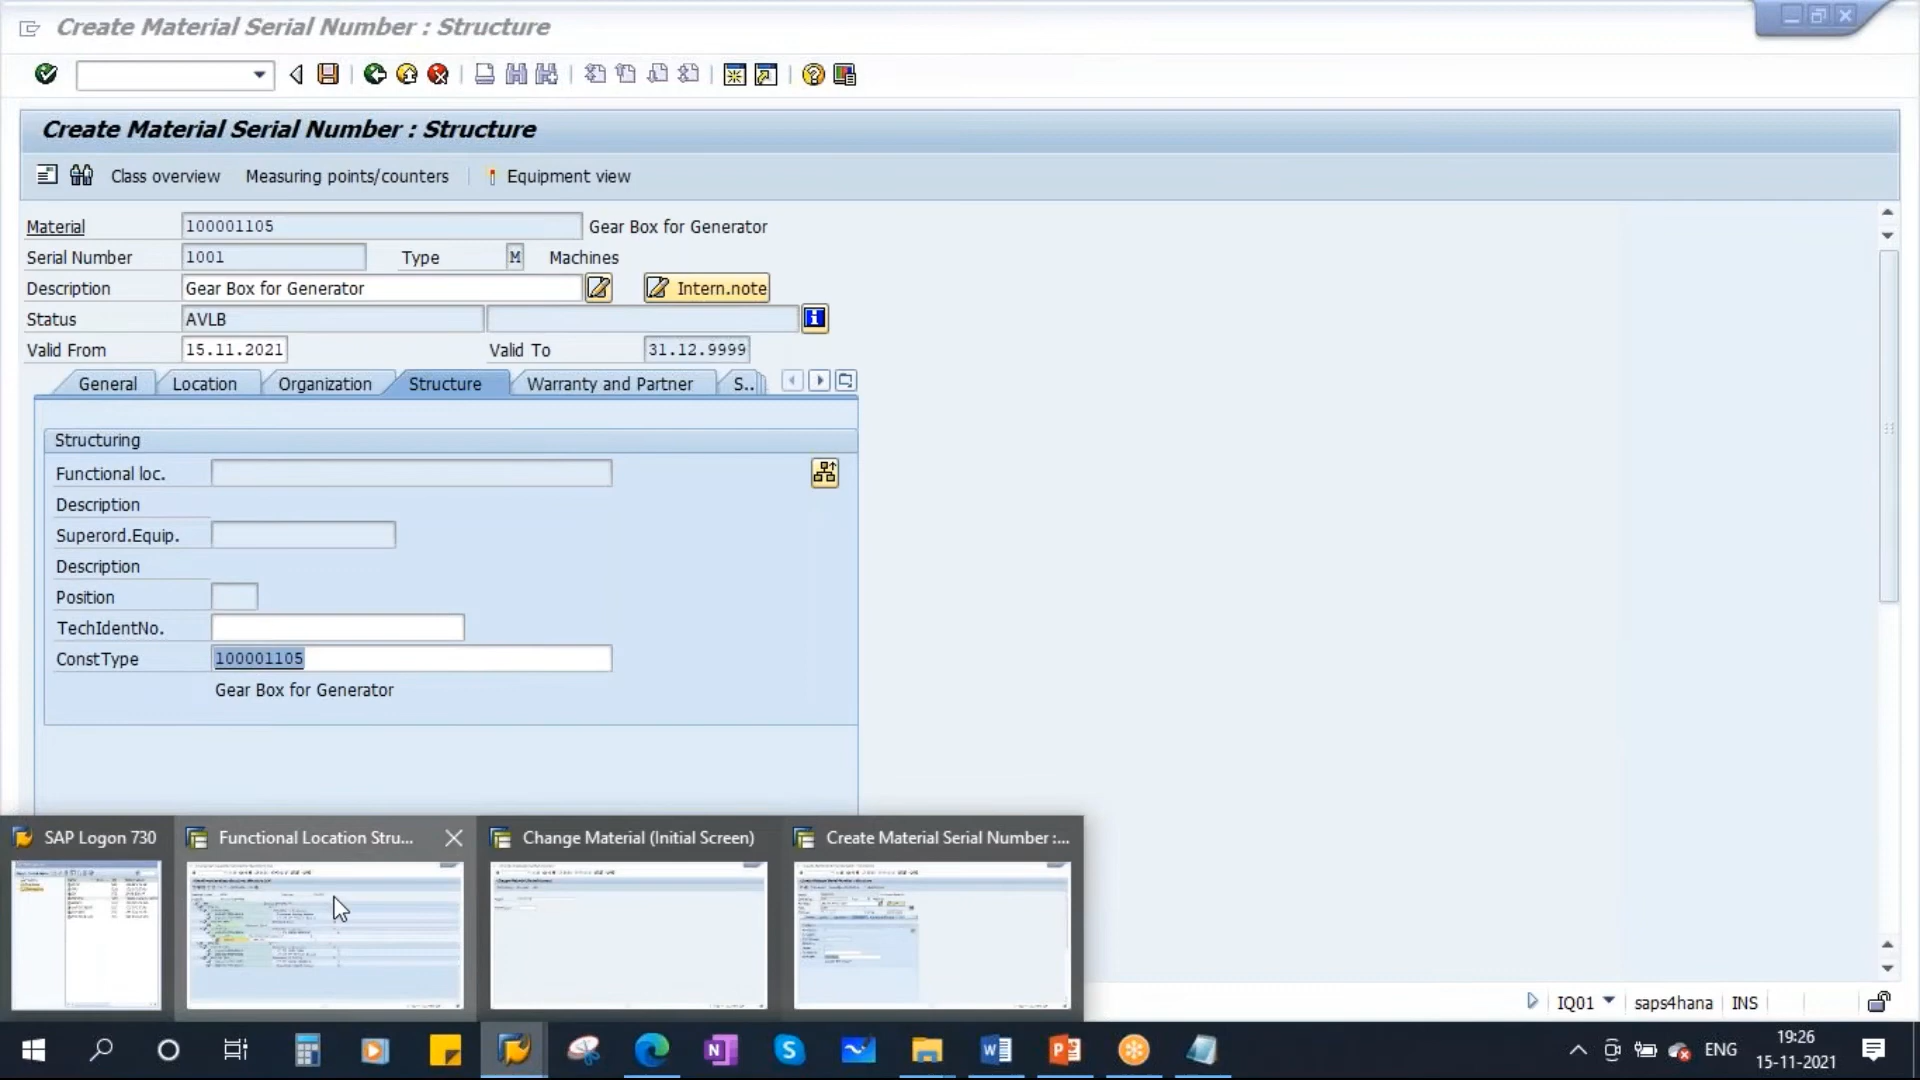 Create Material Serial Number : Structure
Create Material Serial Number : Structure
Class overview Measuring points/counters Equipment view
Material 100001105 Gear Box for Generator
Serial Number 1001 Type M Machines
Description Gear Box for Generator Intern.note
Status AVLB
Valid From 15.11.2021 Valid To 31.12.9999
General Location Organization Structure Warranty and Partner S..
Structuring
Functional loc.
Description
Superord.Equip.
Description
Position
TechIdentNo.
ConstType 100001105
Gear Box for Generator
SAP Logon 730 Functional Location Stru... Change Material (Initial Screen) Create Material Serial Number :...
IQ01 saps4hana INS
ENG 19:26
15-11-2021